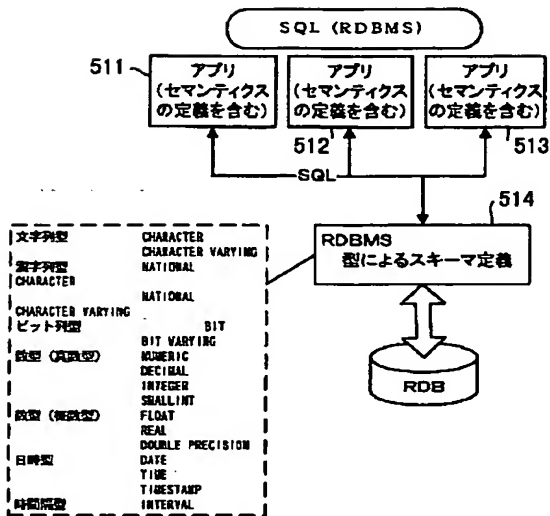 SQL (RDBMS)
511
アプリ
(セマンティクス
の定義を含む)
アプリ
(セマンティクス
の定義を含む)
512
アプリ
(セマンティクス
の定義を含む)
513
SQL
514
RDBMS
型によるスキーマ定義
RDB
文字列型 CHARACTER
CHARACTER VARYING
漢字列型 NATIONAL
CHARACTER
NATIONAL
CHARACTER VARYING
ビット列型 BIT
BIT VARYING
数型 (真数型) NUMERIC
DECIMAL
INTEGER
SMALLINT
数型 (概数型) FLOAT
REAL
DOUBLE PRECISION
日時型 DATE
TIME
TIMESTAMP
時間隔型 INTERVAL